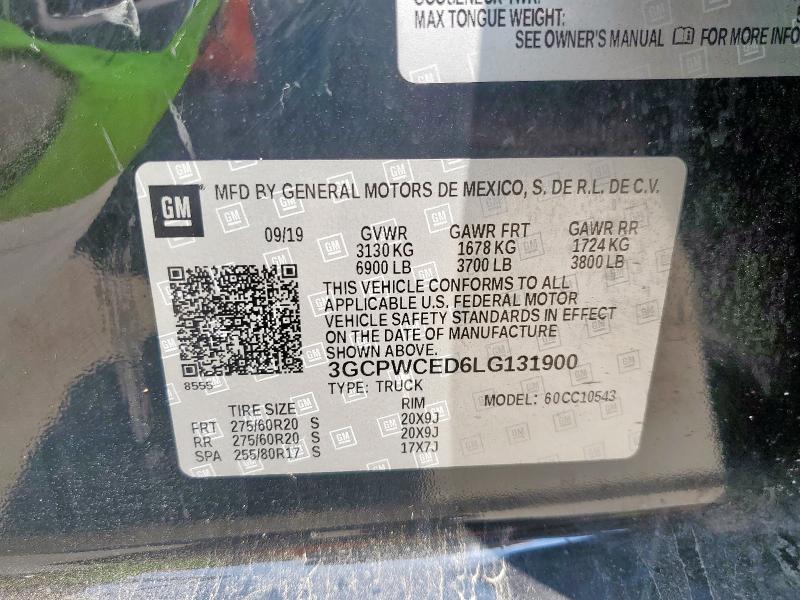 MAX TONGUE WEIGHT:
SEE OWNER'S MANUAL FOR MORE INFO
GM MFD BY GENERAL MOTORS DE MEXICO, S. DE R.L. DE C.V.
09/19 GVWR GAWR FRT GAWR RR
3130 KG 1678 KG 1724 KG
6900 LB 3700 LB 3800 LB
THIS VEHICLE CONFORMS TO ALL
APPLICABLE U.S. FEDERAL MOTOR
VEHICLE SAFETY STANDARDS IN EFFECT
ON THE DATE OF MANUFACTURE
SHOWN ABOVE.
3GCPWCED6LG131900
8555
TYPE: TRUCK MODEL: 60CC10543
TIRE SIZE RIM
FRT 275/60R20 S 20X9J
RR 275/60R20 S 20X9J
SPA 255/80R17 S 17X7J